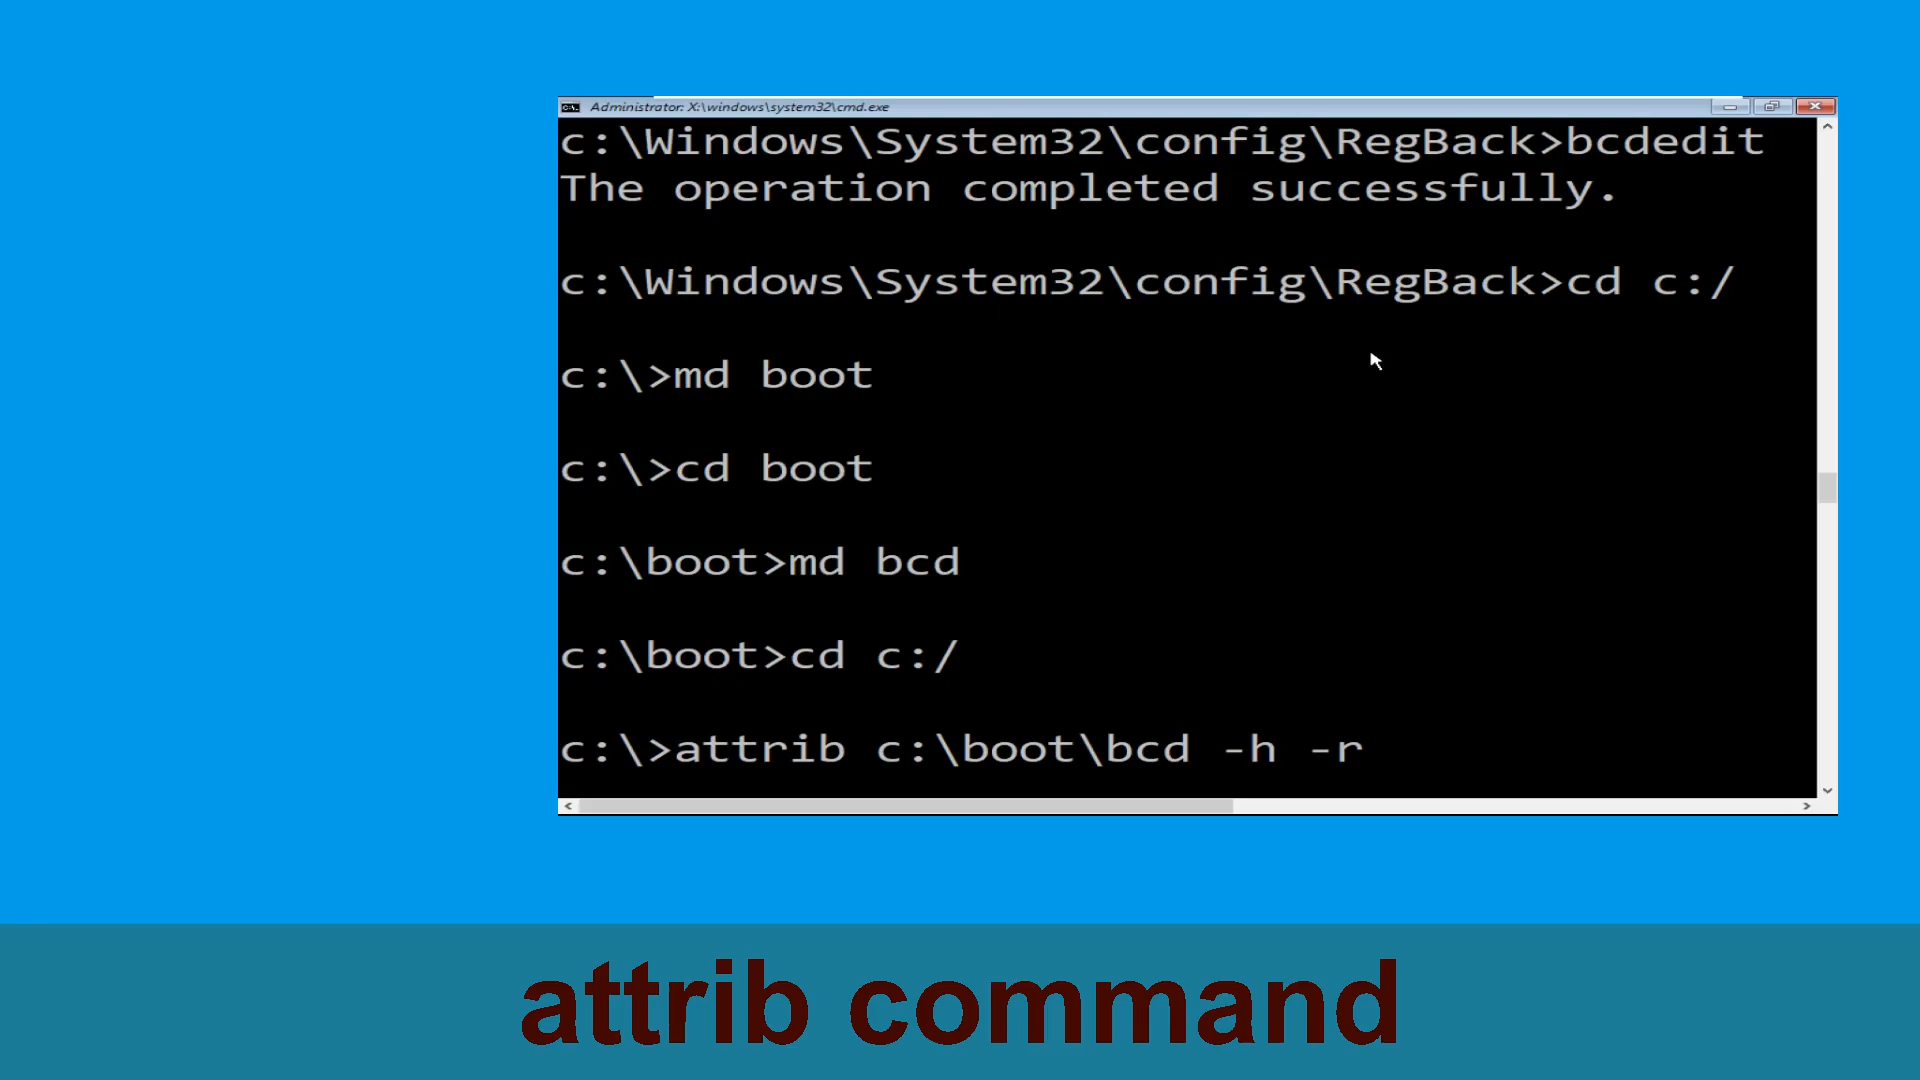 Administrator: X:\windows\system32\cmd.exe
c:\Windows\System32\config\RegBack>bcdedit
The operation completed successfully.
c:\Windows\System32\config\RegBack>cd c:/
c:\>md boot
c:\>cd boot
c:\boot>md bcd
c:\boot>cd c:/
c:\>attrib c:\boot\bcd -h -r
attrib command